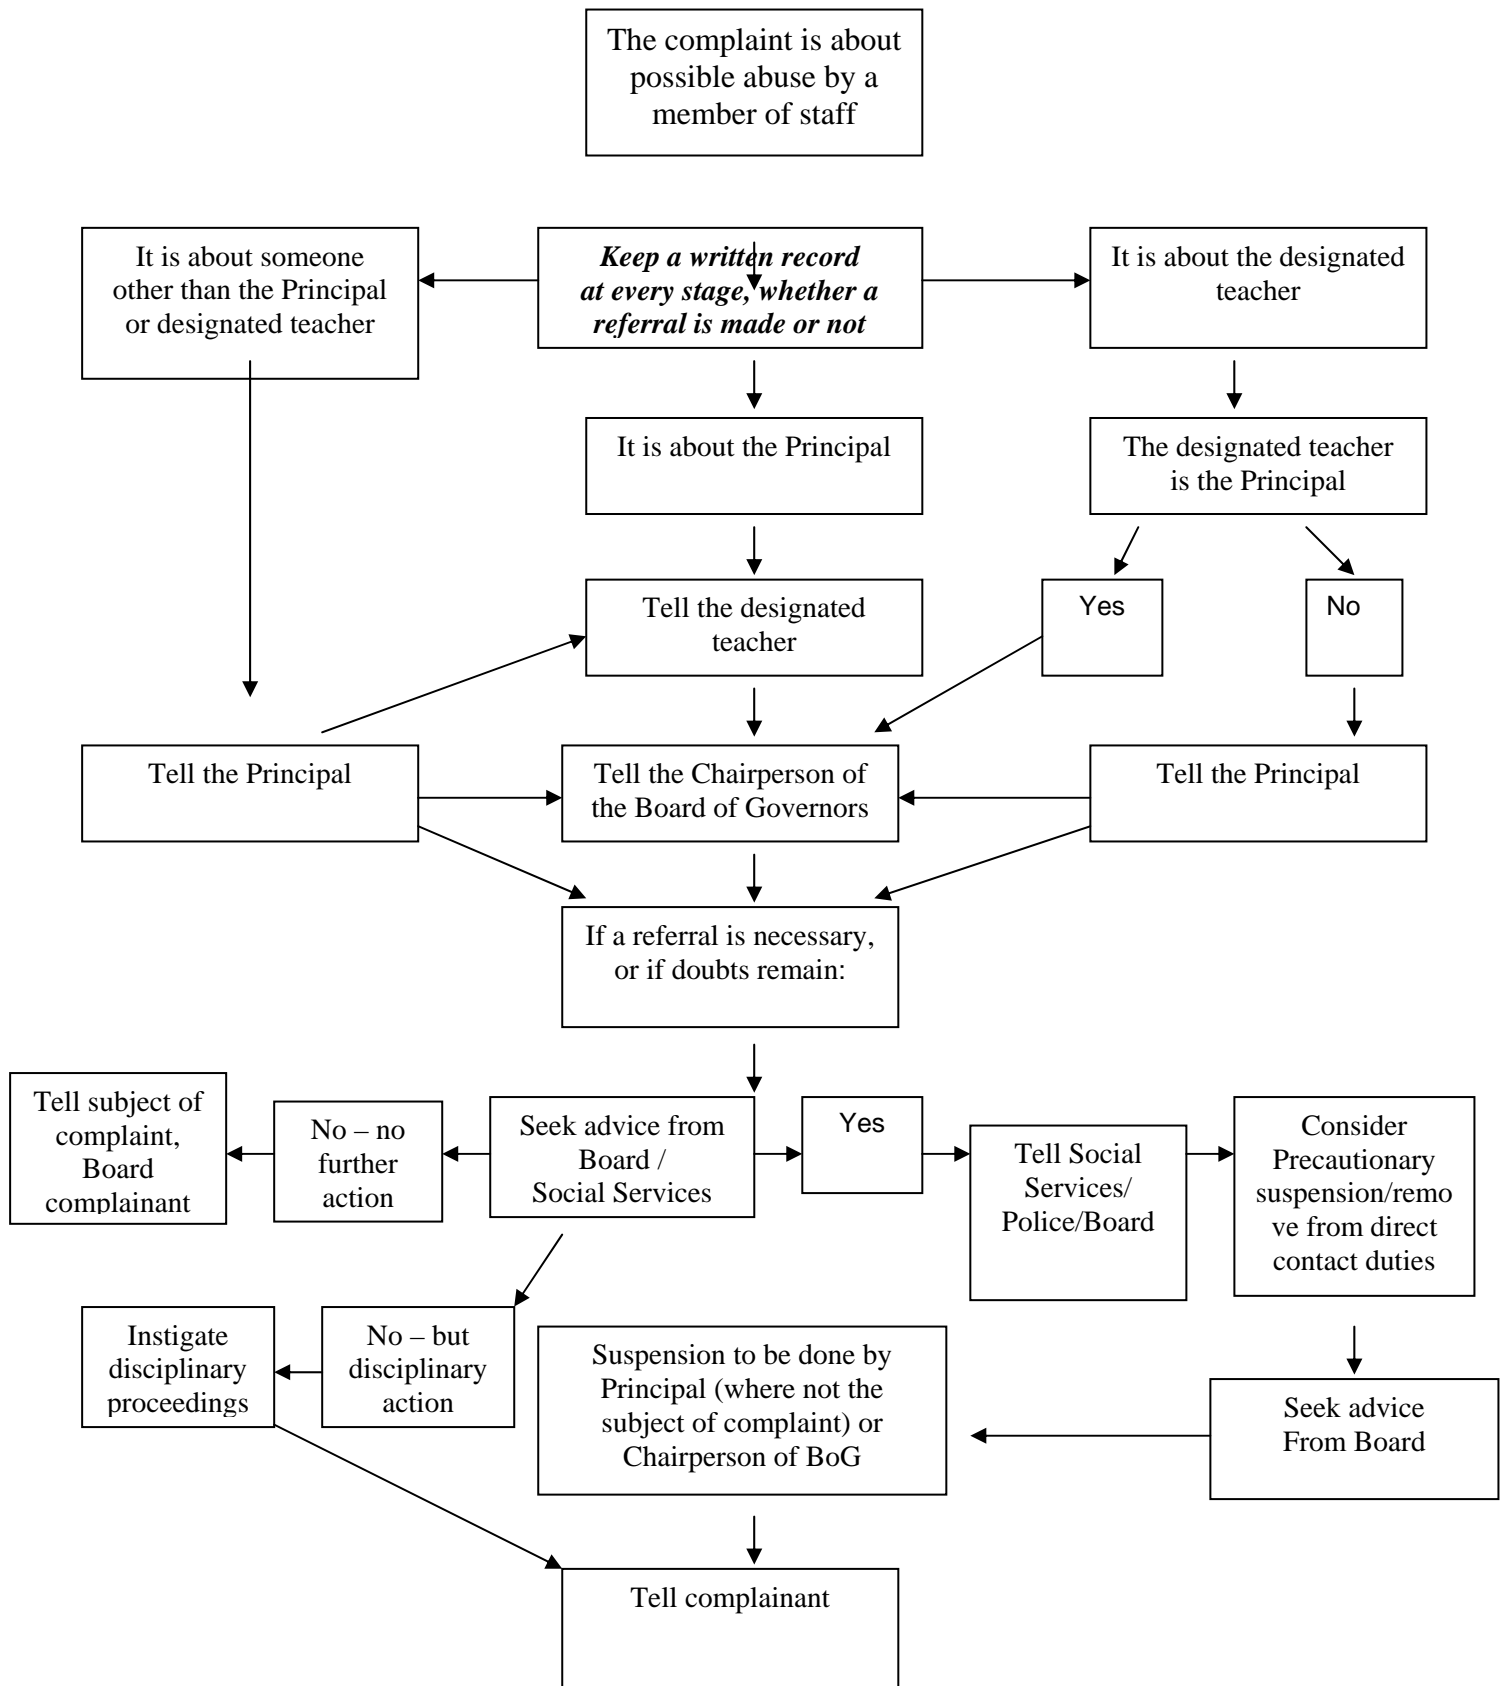 The complaint is about
possible abuse by a
member of staff
It is about someone
other than the Principal
or designated teacher
Keep a written record
at every stage, whether a
referral is made or not
It is about the designated
teacher
It is about the Principal
The designated teacher
is the Principal
Tell the designated
teacher
Yes
No
Tell the Principal
Tell the Chairperson of
the Board of Governors
Tell the Principal
If a referral is necessary,
or if doubts remain:
Tell subject of
complaint,
Board
complainant
No – no
further
action
Seek advice from
Board /
Social Services
Yes
Tell Social
Services/
Police/Board
Consider
Precautionary
suspension/remo
ve from direct
contact duties
Instigate
disciplinary
proceedings
No – but
disciplinary
action
Suspension to be done by
Principal (where not the
subject of complaint) or
Chairperson of BoG
Seek advice
From Board
Tell complainant